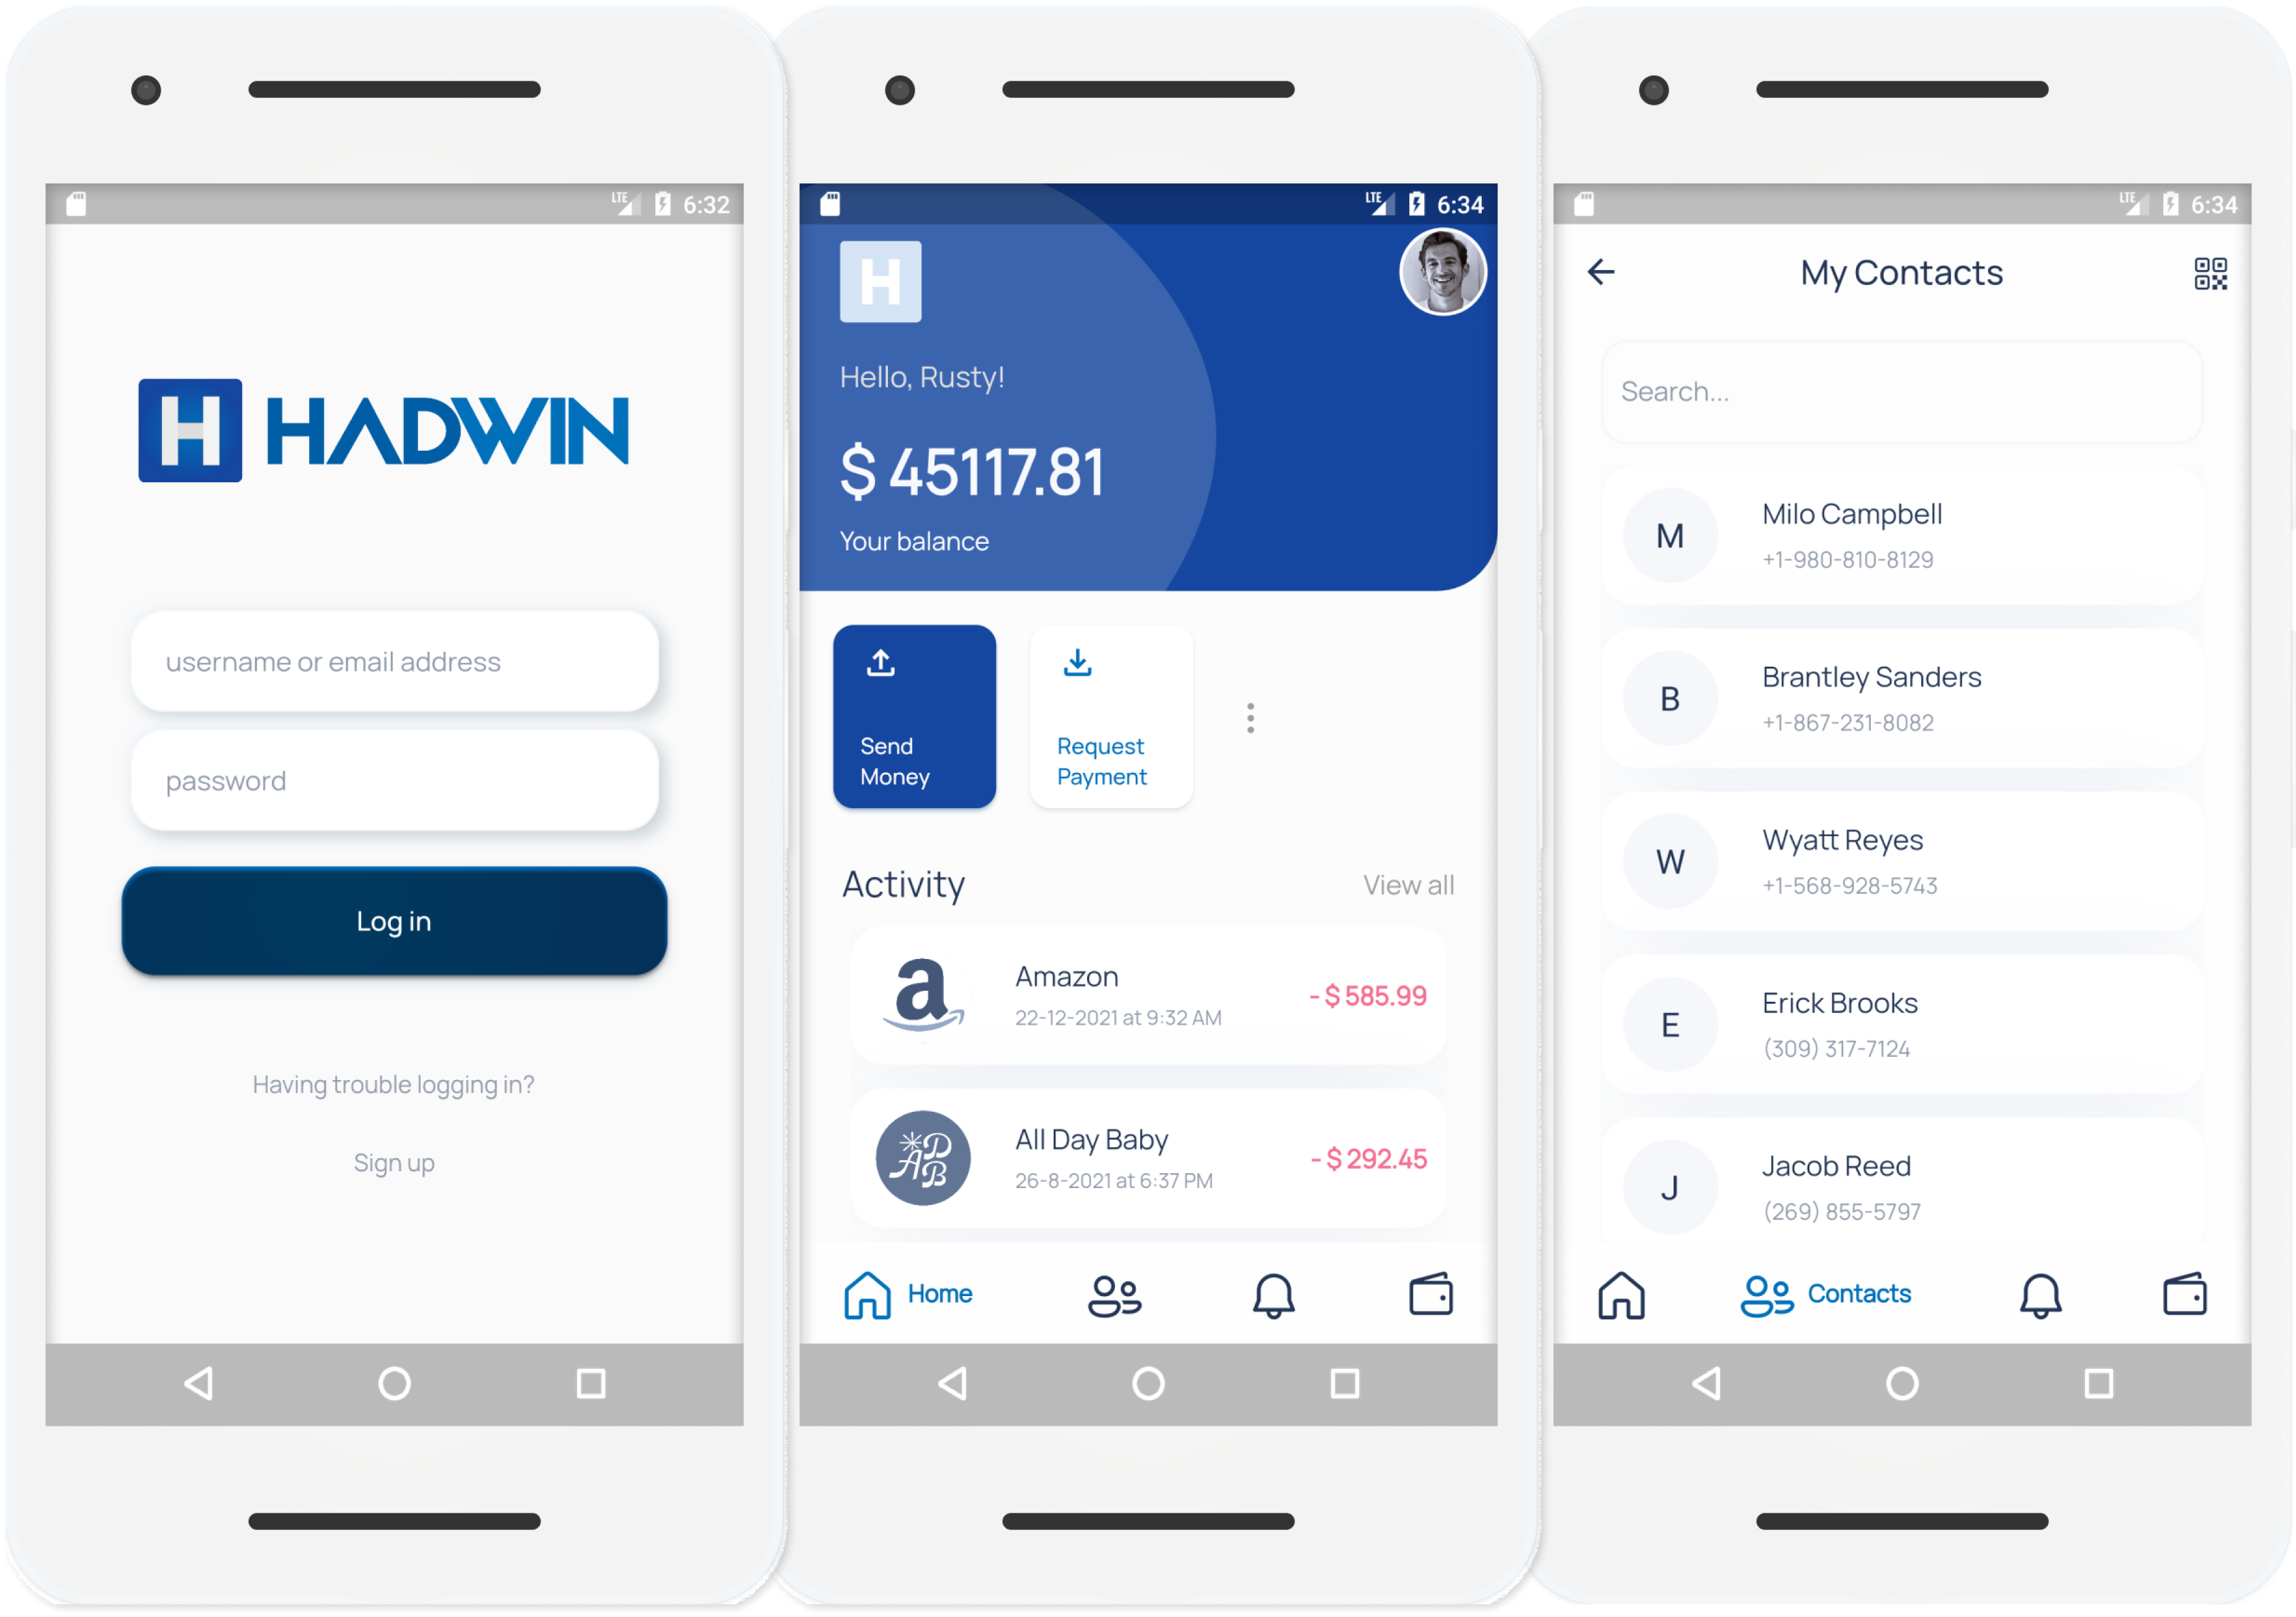 LTE 6:32
H HADWIN
username or email address
password
Log in
Having trouble logging in?
Sign up
LTE 6:34
H
Hello, Rusty!
$ 45117.81
Your balance
Send
Money
Request
Payment
Activity
View all
a
Amazon
22-12-2021 at 9:32 AM
- $ 585.99
DAB
All Day Baby
26-8-2021 at 6:37 PM
- $ 292.45
Home
LTE 6:34
My Contacts
Search...
M
Milo Campbell
+1-980-810-8129
B
Brantley Sanders
+1-867-231-8082
W
Wyatt Reyes
+1-568-928-5743
E
Erick Brooks
(309) 317-7124
J
Jacob Reed
(269) 855-5797
Contacts